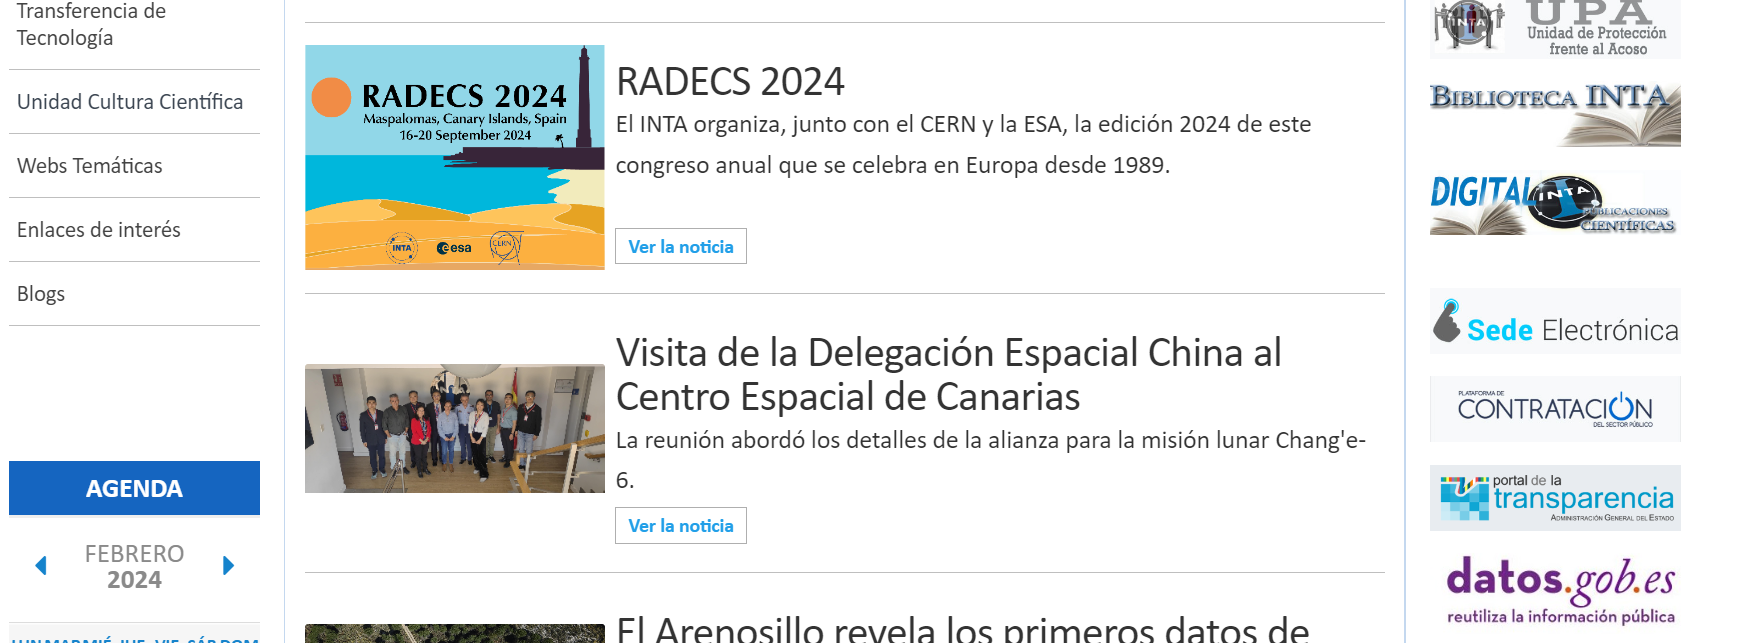 Transferencia de
Tecnología
Unidad Cultura Científica
Webs Temáticas
Enlaces de interés
Blogs
AGENDA
FEBRERO
2024
RADECS 2024
Maspalomas, Canary Islands, Spain
16-20 September 2024
INTA
esa
CERN
RADECS 2024
El INTA organiza, junto con el CERN y la ESA, la edición 2024 de este
congreso anual que se celebra en Europa desde 1989.
Ver la noticia
Visita de la Delegación Espacial China al
Centro Espacial de Canarias
La reunión abordó los detalles de la alianza para la misión lunar Chang'e-
6.
Ver la noticia
El Arenosillo revela los primeros datos de
INTA
UPA
Unidad de Protección
frente al Acoso
BIBLIOTECA INTA
DIGITAL INTA
PUBLICACIONES
CIENTÍFICAS
Sede Electrónica
PLATAFORMA DE
CONTRATACIÓN
DEL SECTOR PÚBLICO
portal de la
transparencia
ADMINISTRACIÓN GENERAL DEL ESTADO
datos.gob.es
reutiliza la información pública